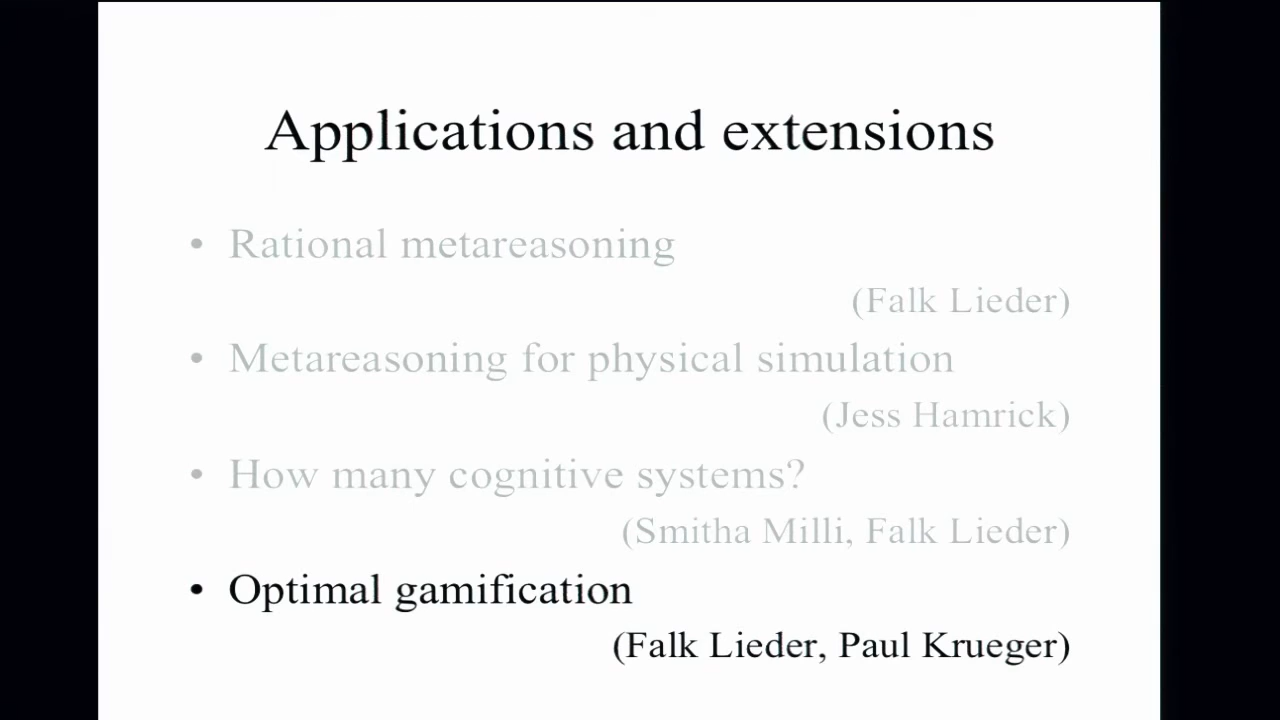 Applications and extensions
• Rational metareasoning
(Falk Lieder)
• Metareasoning for physical simulation
(Jess Hamrick)
• How many cognitive systems?
(Smitha Milli, Falk Lieder)
• Optimal gamification
(Falk Lieder, Paul Krueger)